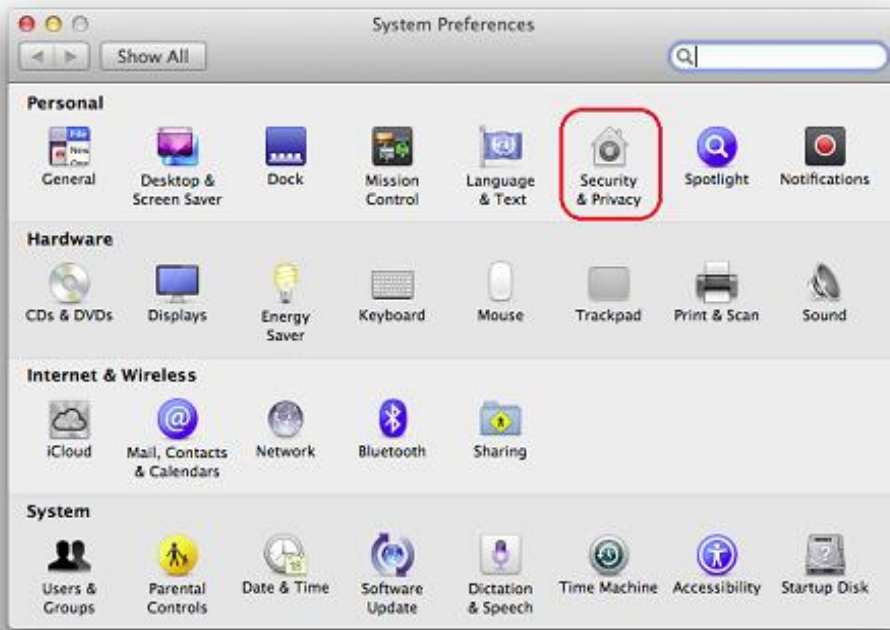 System Preferences
Show All
Personal
General
Desktop &
Screen Saver
Dock
Mission
Control
Language
& Text
Security
& Privacy
Spotlight
Notifications
Hardware
CDs & DVDs
Displays
Energy
Saver
Keyboard
Mouse
Trackpad
Print & Scan
Sound
Internet & Wireless
iCloud
Mail, Contacts
& Calendars
Network
Bluetooth
Sharing
System
Users &
Groups
Parental
Controls
Date & Time
Software
Update
Dictation
& Speech
Time Machine
Accessibility
Startup Disk